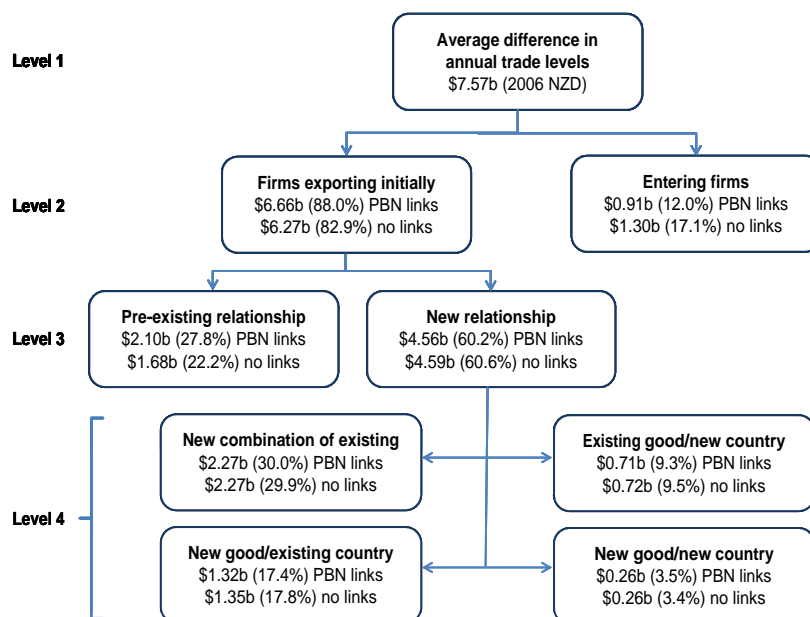 Level 1
Average difference in
annual trade levels
$7.57b (2006 NZD)
Level 2
Firms exporting initially
$6.66b (88.0%) PBN links
$6.27b (82.9%) no links
Entering firms
$0.91b (12.0%) PBN links
$1.30b (17.1%) no links
Level 3
Pre-existing relationship
$2.10b (27.8%) PBN links
$1.68b (22.2%) no links
New relationship
$4.56b (60.2%) PBN links
$4.59b (60.6%) no links
Level 4
New combination of existing
$2.27b (30.0%) PBN links
$2.27b (29.9%) no links
Existing good/new country
$0.71b (9.3%) PBN links
$0.72b (9.5%) no links
New good/existing country
$1.32b (17.4%) PBN links
$1.35b (17.8%) no links
New good/new country
$0.26b (3.5%) PBN links
$0.26b (3.4%) no links